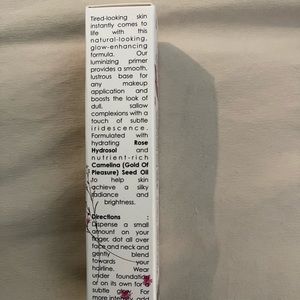 Tired-looking skin
instantly comes to
life with this
natural-looking,
glow-enhancing
formula. Our
luminizing primer
provides a smooth,
lustrous base for
any makeup
application and
boosts the look of
dull, sallow
complexions with a
touch of subtle
iridescence.
Formulated with
hydrating Rose
Hydrosol and
nutrient-rich
Camelina (Gold Of
Pleasure) Seed Oil
to help skin
achieve a silky
radiance and
brightness.
Directions :
Dispense a small
amount on your
finger, dot all over
face and neck and
gently blend
towards your
hairline. Wear
under foundation
of on its own for a
subtle glow. For
more intensity, add